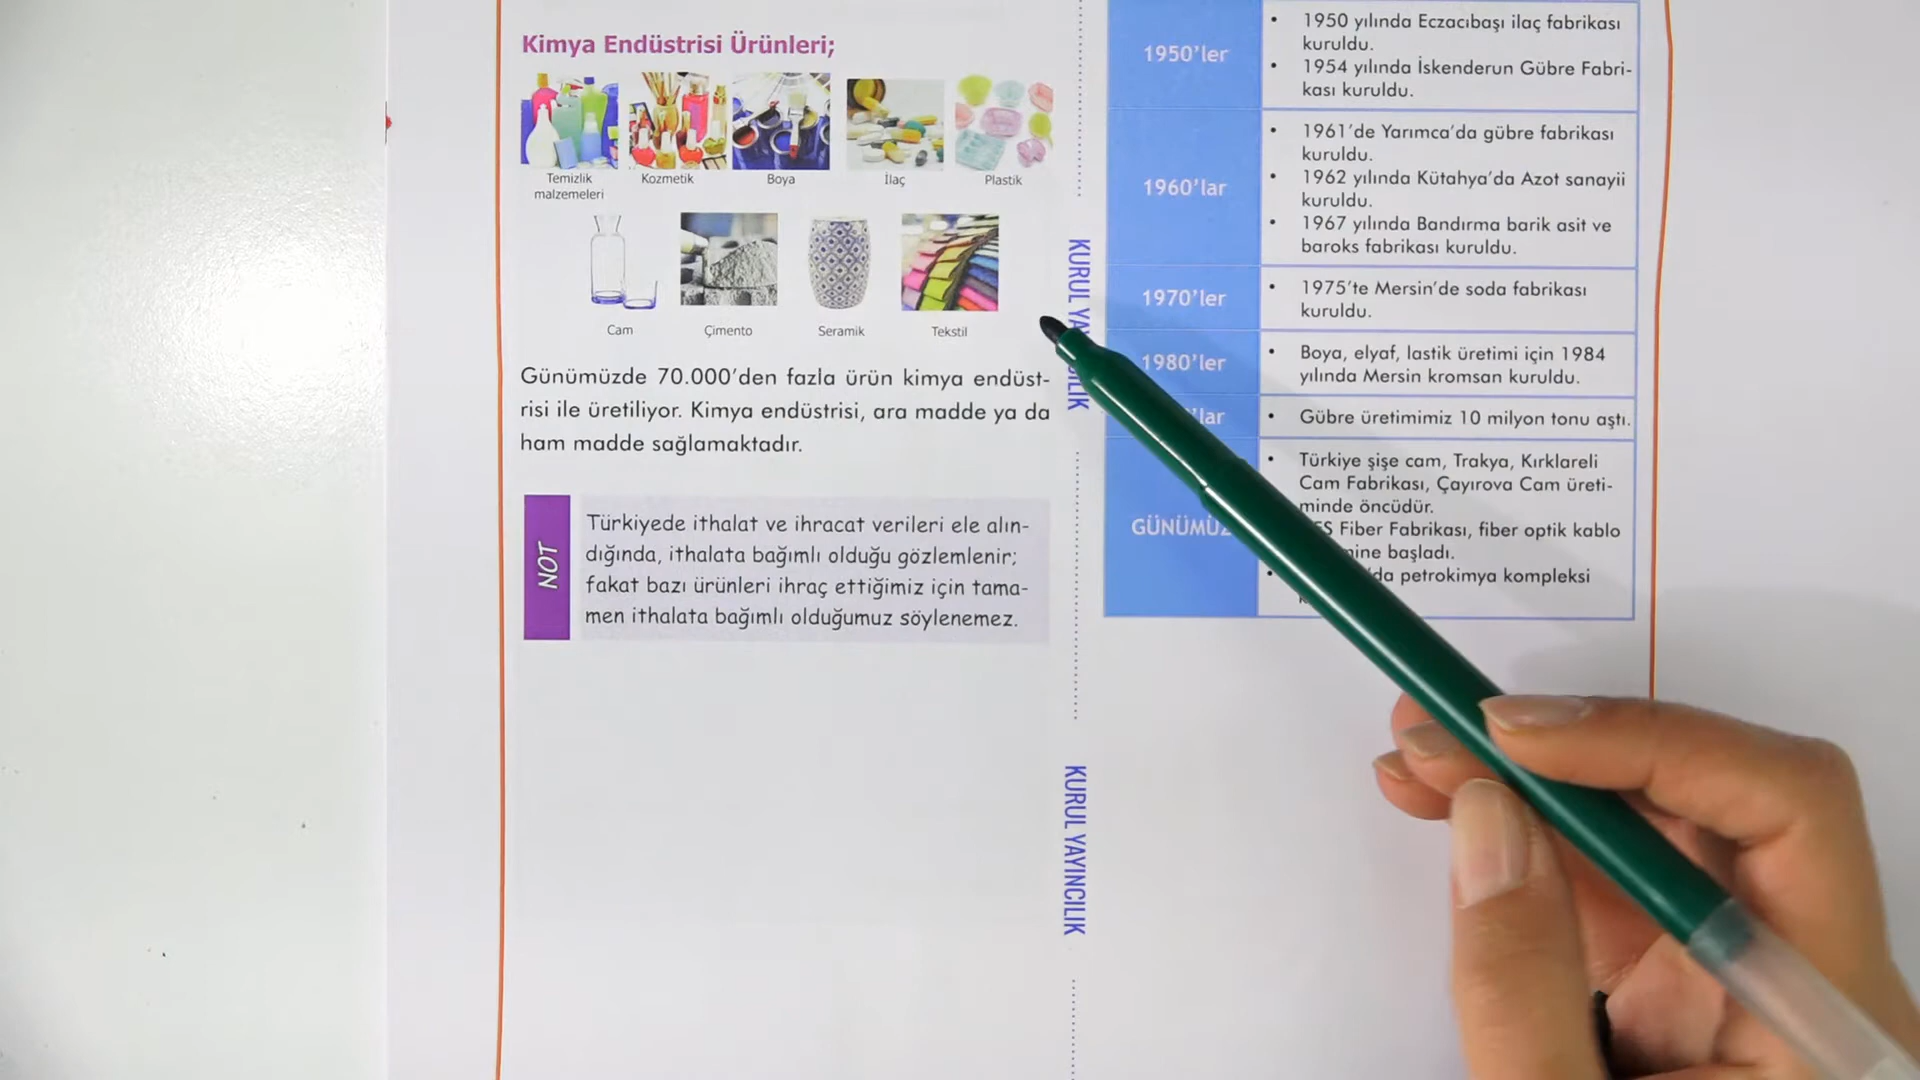 Kimya Endüstrisi Ürünleri;
Temizlik
malzemeleri
Kozmetik
Boya
İlaç
Plastik
Cam
Çimento
Seramik
Tekstil
Günümüzde 70.000’den fazla ürün kimya endüst-
risi ile üretiliyor. Kimya endüstrisi, ara madde ya da
ham madde sağlamaktadır.
NOT
Türkiyede ithalat ve ihracat verileri ele alın-
dığında, ithalata bağımlı olduğu gözlemlenir;
fakat bazı ürünleri ihraç ettiğimiz için tama-
men ithalata bağımlı olduğumuz söylenemez.
KURUL
KURUL YAYINCILIK
1950’ler
• 1950 yılında Eczacıbaşı ilaç fabrikası
kuruldu.
• 1954 yılında İskenderun Gübre Fabri-
kası kuruldu.
1960’lar
• 1961’de Yarımca’da gübre fabrikası
kuruldu.
• 1962 yılında Kütahya’da Azot sanayii
kuruldu.
• 1967 yılında Bandırma barik asit ve
baroks fabrikası kuruldu.
1970’ler
• 1975’te Mersin’de soda fabrikası
kuruldu.
1980’ler
• Boya, elyaf, lastik üretimi için 1984
yılında Mersin kromsan kuruldu.
• Gübre üretimimiz 10 milyon tonu aştı.
GÜNÜMÜZ
• Türkiye şişe cam, Trakya, Kırklareli
Cam Fabrikası, Çayırova Cam üreti-
minde öncüdür.
Fiber Fabrikası, fiber optik kablo
başladı.
• petrokimya kompleksi